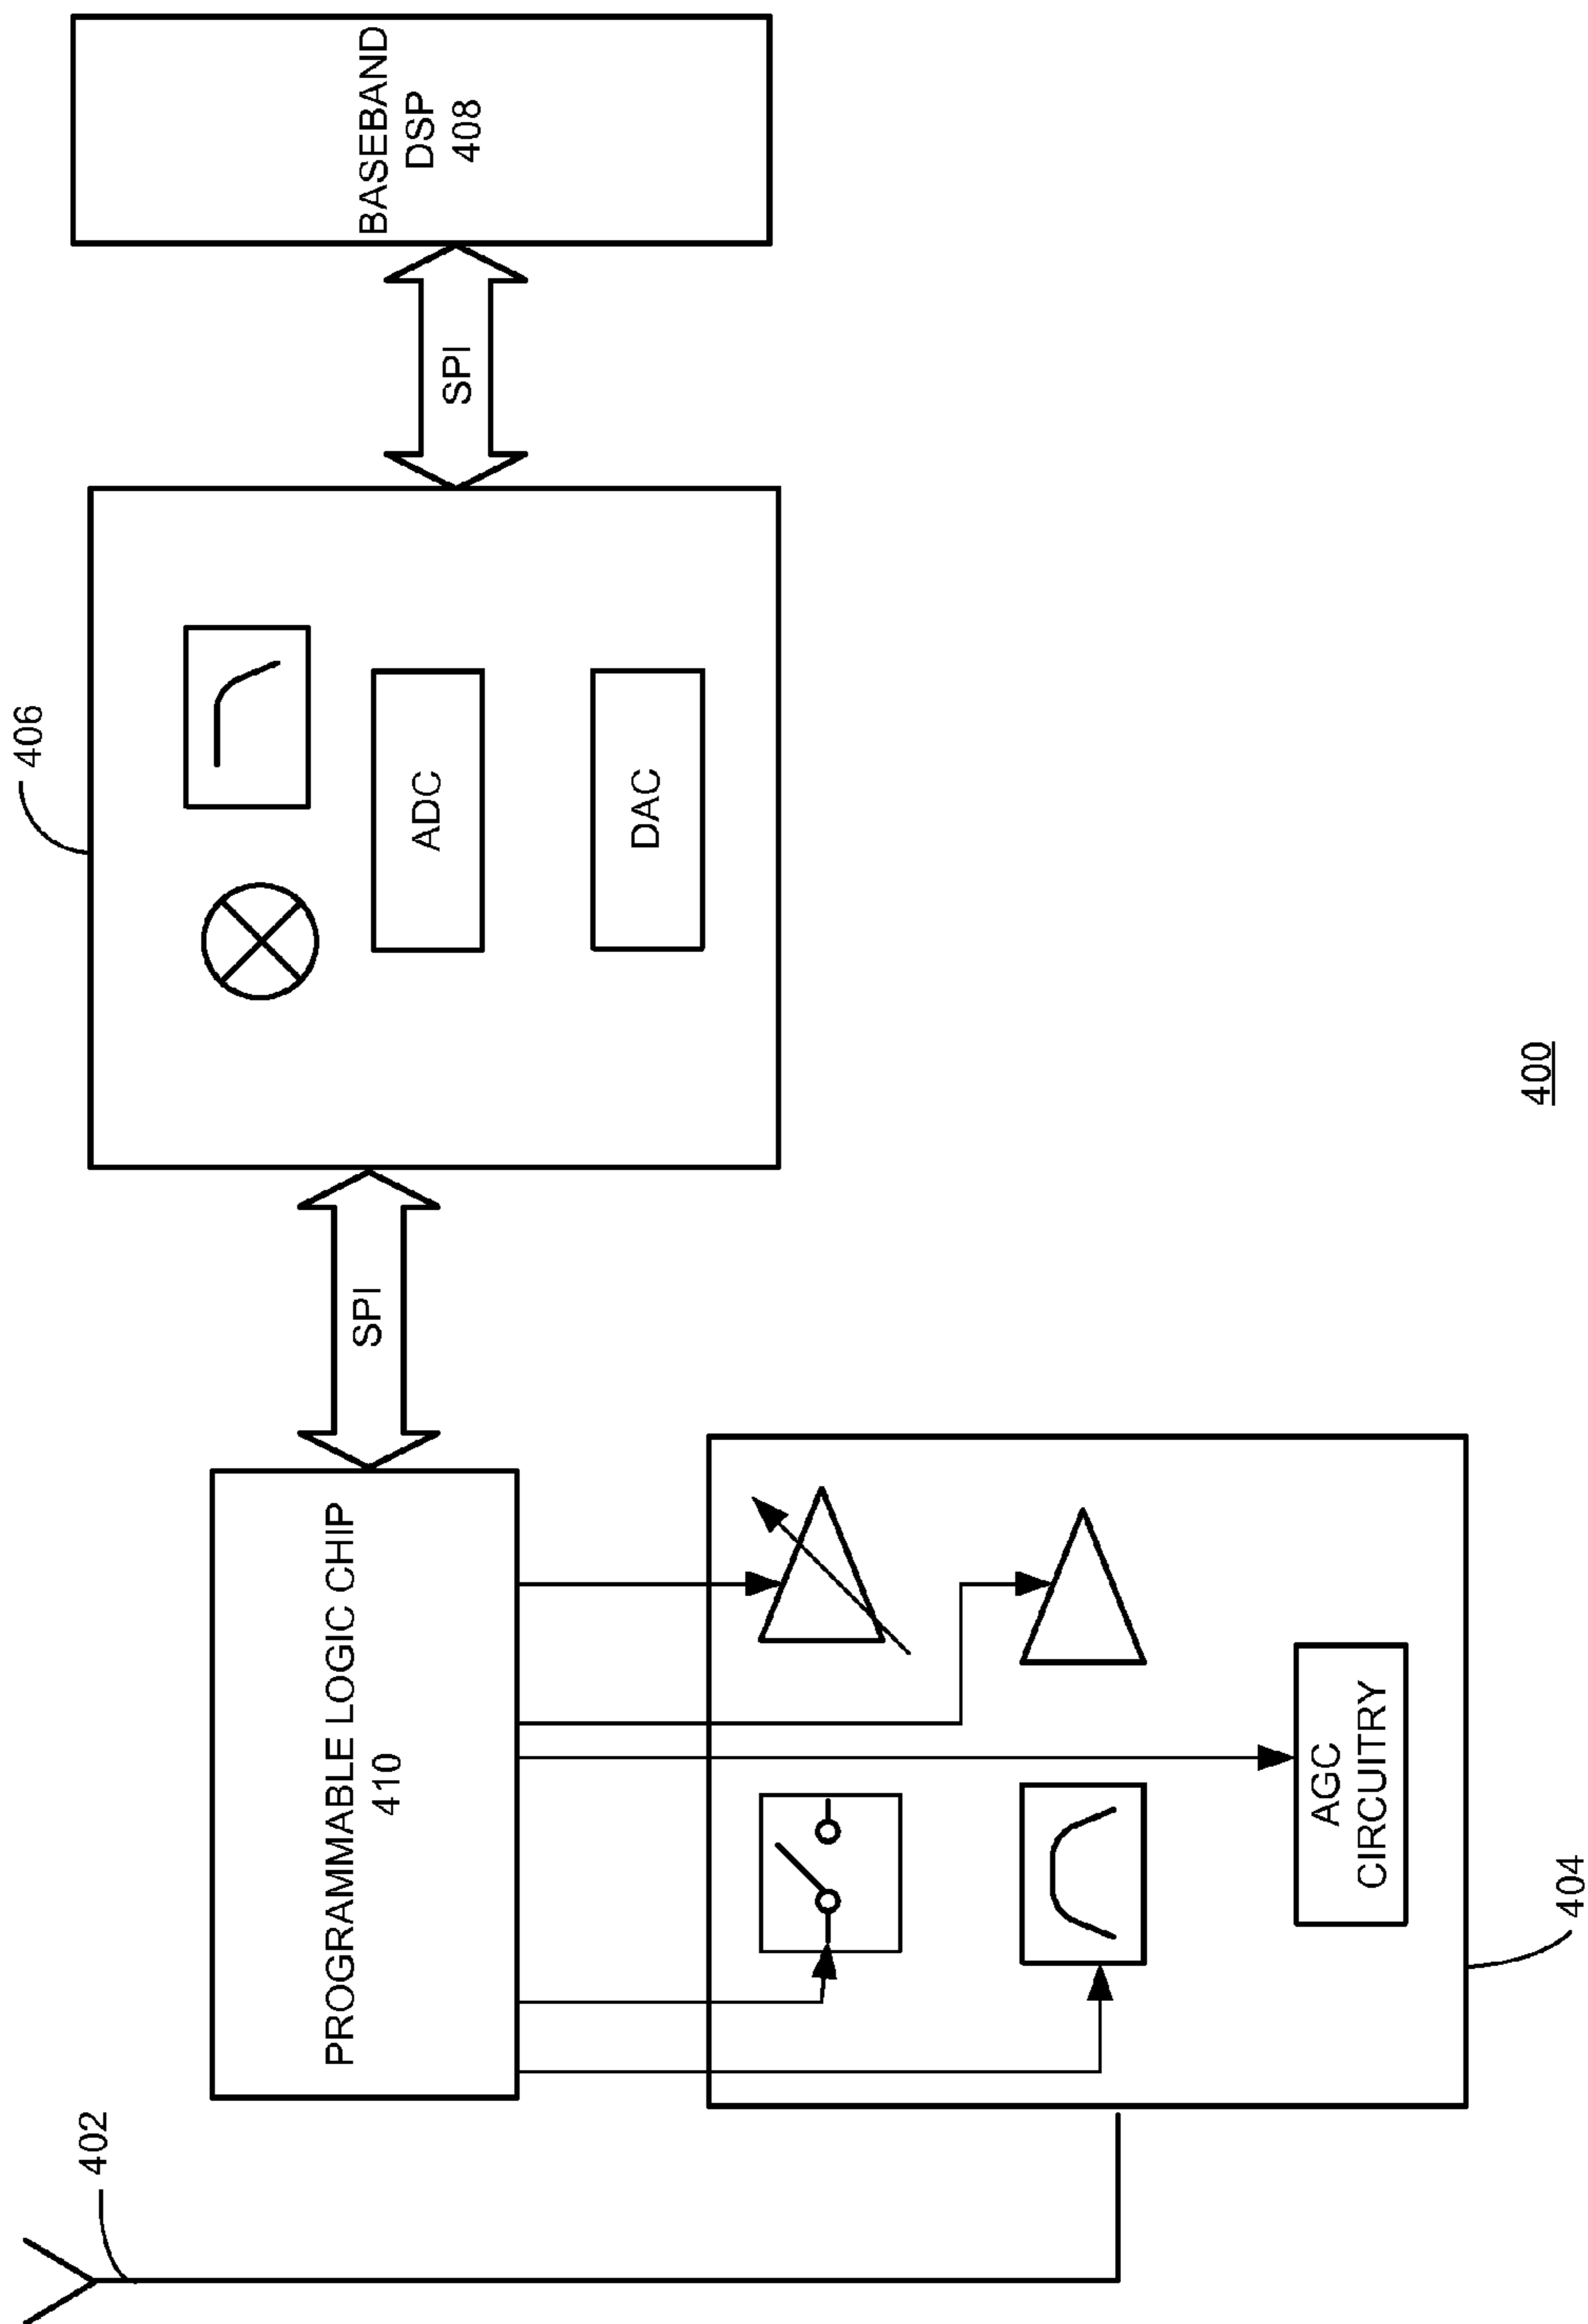 402
PROGRAMMABLE LOGIC CHIP
410
SPI
406
ADC
DAC
SPI
BASEBAND
DSP
408
AGC
CIRCUITRY
404
400